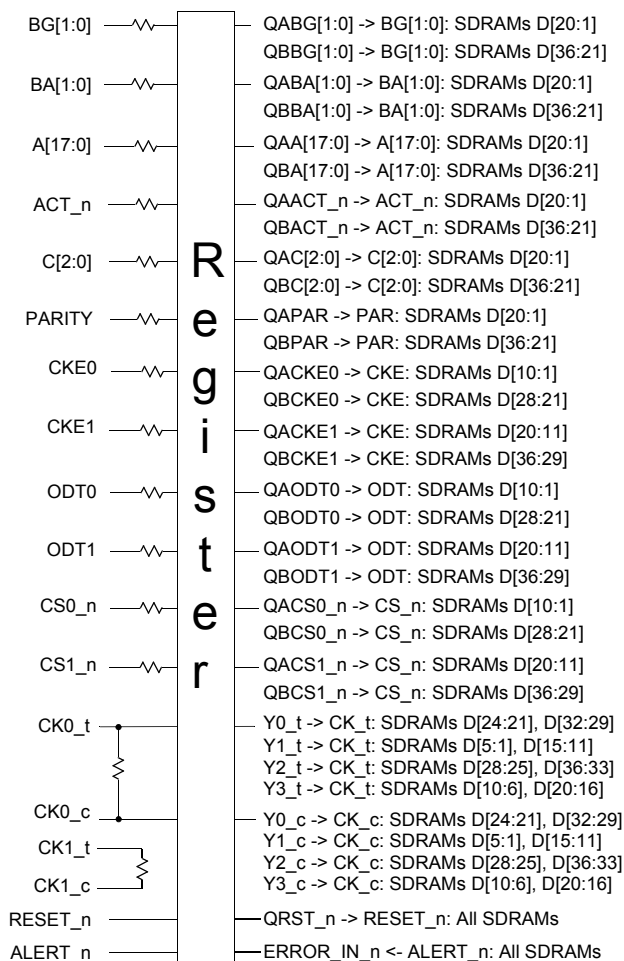 BG[1:0]
QABG[1:0] -> BG[1:0]: SDRAMs D[20:1]
QBBG[1:0] -> BG[1:0]: SDRAMs D[36:21]
BA[1:0]
QABA[1:0] -> BA[1:0]: SDRAMs D[20:1]
QBBA[1:0] -> BA[1:0]: SDRAMs D[36:21]
A[17:0]
QAA[17:0] -> A[17:0]: SDRAMs D[20:1]
QBA[17:0] -> A[17:0]: SDRAMs D[36:21]
ACT_n
QAACT_n -> ACT_n: SDRAMs D[20:1]
QBACT_n -> ACT_n: SDRAMs D[36:21]
C[2:0]
QAC[2:0] -> C[2:0]: SDRAMs D[20:1]
QBC[2:0] -> C[2:0]: SDRAMs D[36:21]
PARITY
QAPAR -> PAR: SDRAMs D[20:1]
QBPAR -> PAR: SDRAMs D[36:21]
CKE0
QACKE0 -> CKE: SDRAMs D[10:1]
QBCKE0 -> CKE: SDRAMs D[28:21]
CKE1
QACKE1 -> CKE: SDRAMs D[20:11]
QBCKE1 -> CKE: SDRAMs D[36:29]
ODT0
QAODT0 -> ODT: SDRAMs D[10:1]
QBODT0 -> ODT: SDRAMs D[28:21]
ODT1
QAODT1 -> ODT: SDRAMs D[20:11]
QBODT1 -> ODT: SDRAMs D[36:29]
CS0_n
QACS0_n -> CS_n: SDRAMs D[10:1]
QBCS0_n -> CS_n: SDRAMs D[28:21]
CS1_n
QACS1_n -> CS_n: SDRAMs D[20:11]
QBCS1_n -> CS_n: SDRAMs D[36:29]
Register
CK0_t
Y0_t -> CK_t: SDRAMs D[24:21], D[32:29]
Y1_t -> CK_t: SDRAMs D[5:1], D[15:11]
Y2_t -> CK_t: SDRAMs D[28:25], D[36:33]
Y3_t -> CK_t: SDRAMs D[10:6], D[20:16]
CK0_c
Y0_c -> CK_c: SDRAMs D[24:21], D[32:29]
Y1_c -> CK_c: SDRAMs D[5:1], D[15:11]
Y2_c -> CK_c: SDRAMs D[28:25], D[36:33]
Y3_c -> CK_c: SDRAMs D[10:6], D[20:16]
CK1_t
CK1_c
RESET_n
QRST_n -> RESET_n: All SDRAMs
ALERT_n
ERROR_IN_n <- ALERT_n: All SDRAMs